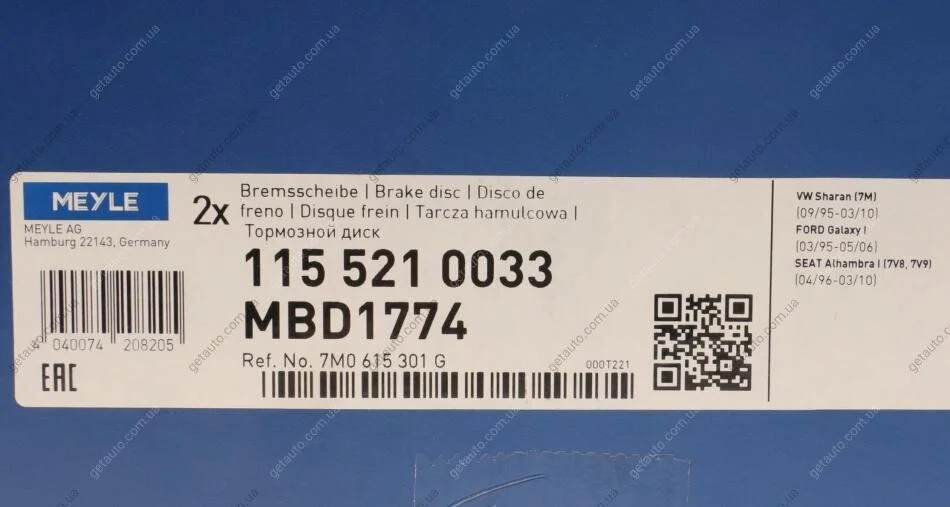 MEYLE
MEYLE AG
Hamburg 22143, Germany
4 040074 208205
EAC
2x
Bremsscheibe | Brake disc | Disco de
freno | Disque frein | Tarcza hamulcowa |
Тормозной диск
115 521 0033
MBD1774
Ref. No. 7M0 615 301 G
000T221
VW Sharan (7M)
(09/95-03/10)
FORD Galaxy I
(03/95-05/06)
SEAT Alhambra I (7V8, 7V9)
(04/96-03/10)
getauto.com.ua